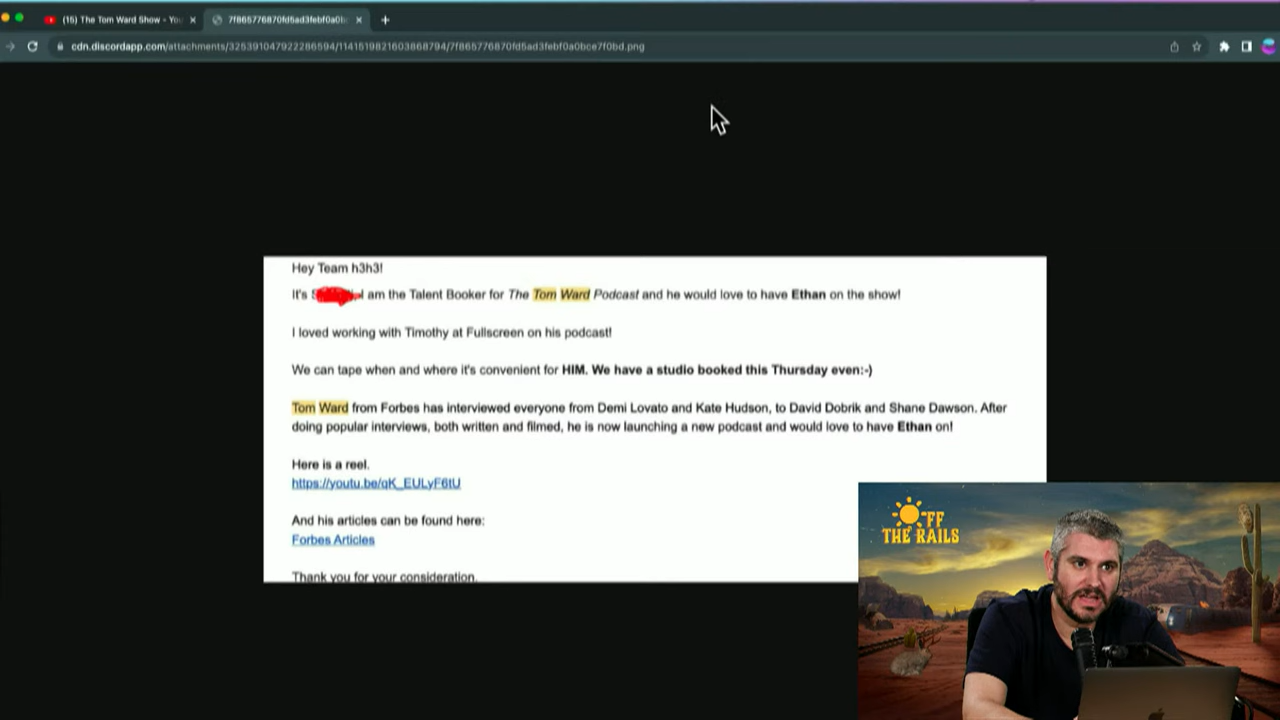 (15) The Tom Ward Show - You
7f865776870fd5ad3febf0a0b
cdn.discordapp.com/attachments/325391047922286594/1141519821603868794/7f865776870fd5ad3febf0a0bce7f0bd.png
Hey Team h3h3!
It's I am the Talent Booker for The Tom Ward Podcast and he would love to have Ethan on the show!
I loved working with Timothy at Fullscreen on his podcast!
We can tape when and where it's convenient for HIM. We have a studio booked this Thursday even:-)
Tom Ward from Forbes has interviewed everyone from Demi Lovato and Kate Hudson, to David Dobrik and Shane Dawson. After
doing popular interviews, both written and filmed, he is now launching a new podcast and would love to have Ethan on!
Here is a reel.
https://youtu.be/qK_EULyF6tU
And his articles can be found here:
Forbes Articles
Thank you for your consideration.
OFF
THE RAILS